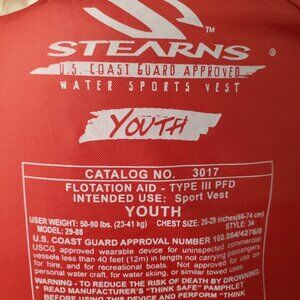 STEARNS®
U.S. COAST GUARD APPROVED
WATER SPORTS VEST
YOUTH
CATALOG NO. 3017
FLOTATION AID - TYPE III PFD
INTENDED USE: Sport Vest
YOUTH
USER WEIGHT: 50-90 lbs. (23-41 kg) CHEST SIZE: 26-29 inches(66-74 cm)
MODEL: 29-88 STYLE: 34
U.S. COAST GUARD APPROVAL NUMBER 160.064/4276/0
USCG approved wearable device for uninspected commercial
vessels less than 40 feet (12m) in length not carrying passengers
for hire, and for recreational boats. Not approved for use on
personal water craft, for water skiing, or similar towed uses.
WARNING - TO REDUCE THE RISK OF DEATH BY DROWNING:
• READ MANUFACTURER'S "THINK SAFE" PAMPHLET
BEFORE USING THIS DEVICE AND PERFORM "THINK